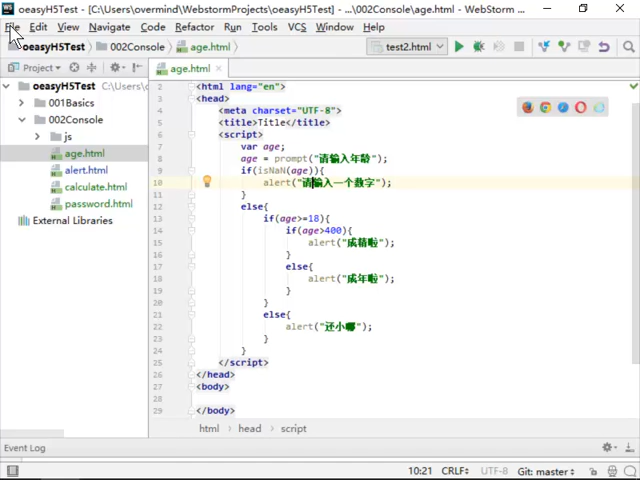 oeasyH5Test - [C:\Users\overmind\WebstormProjects\oeasyH5Test] - ...\002Console\age.html - WebStorm ...
File Edit View Navigate Code Refactor Run Tools VCS Window Help
oeasyH5Test 002Console age.html test2.html
Project age.html
oeasyH5Test C:\Users\o
001Basics
002Console
js
age.html
alert.html
calculate.html
password.html
External Libraries
2 <html lang="en">
3 <head>
4 <meta charset="UTF-8">
5 <title>Title</title>
6 <script>
7 var age;
8 age = prompt("请输入年龄");
9 if(isNaN(age)){
10 alert("请输入一个数字");
11 }
12 else{
13 if(age>=18){
14 if(age>400){
15 alert("成精啦");
16 }
17 else{
18 alert("成年啦");
19 }
20 }
21 else{
22 alert("还小哪");
23 }
24 }
25 </script>
26 </head>
27 <body>
28
29 </body>
html head script
Event Log
10:21 CRLF UTF-8 Git: master